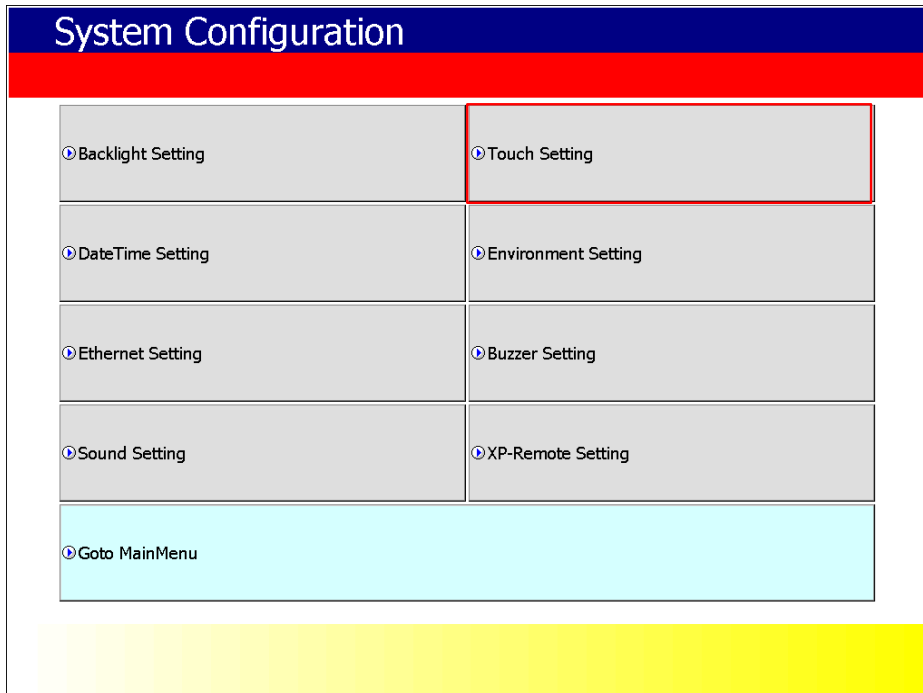 System Configuration
Backlight Setting
Touch Setting
DateTime Setting
Environment Setting
Ethernet Setting
Buzzer Setting
Sound Setting
XP-Remote Setting
Goto MainMenu